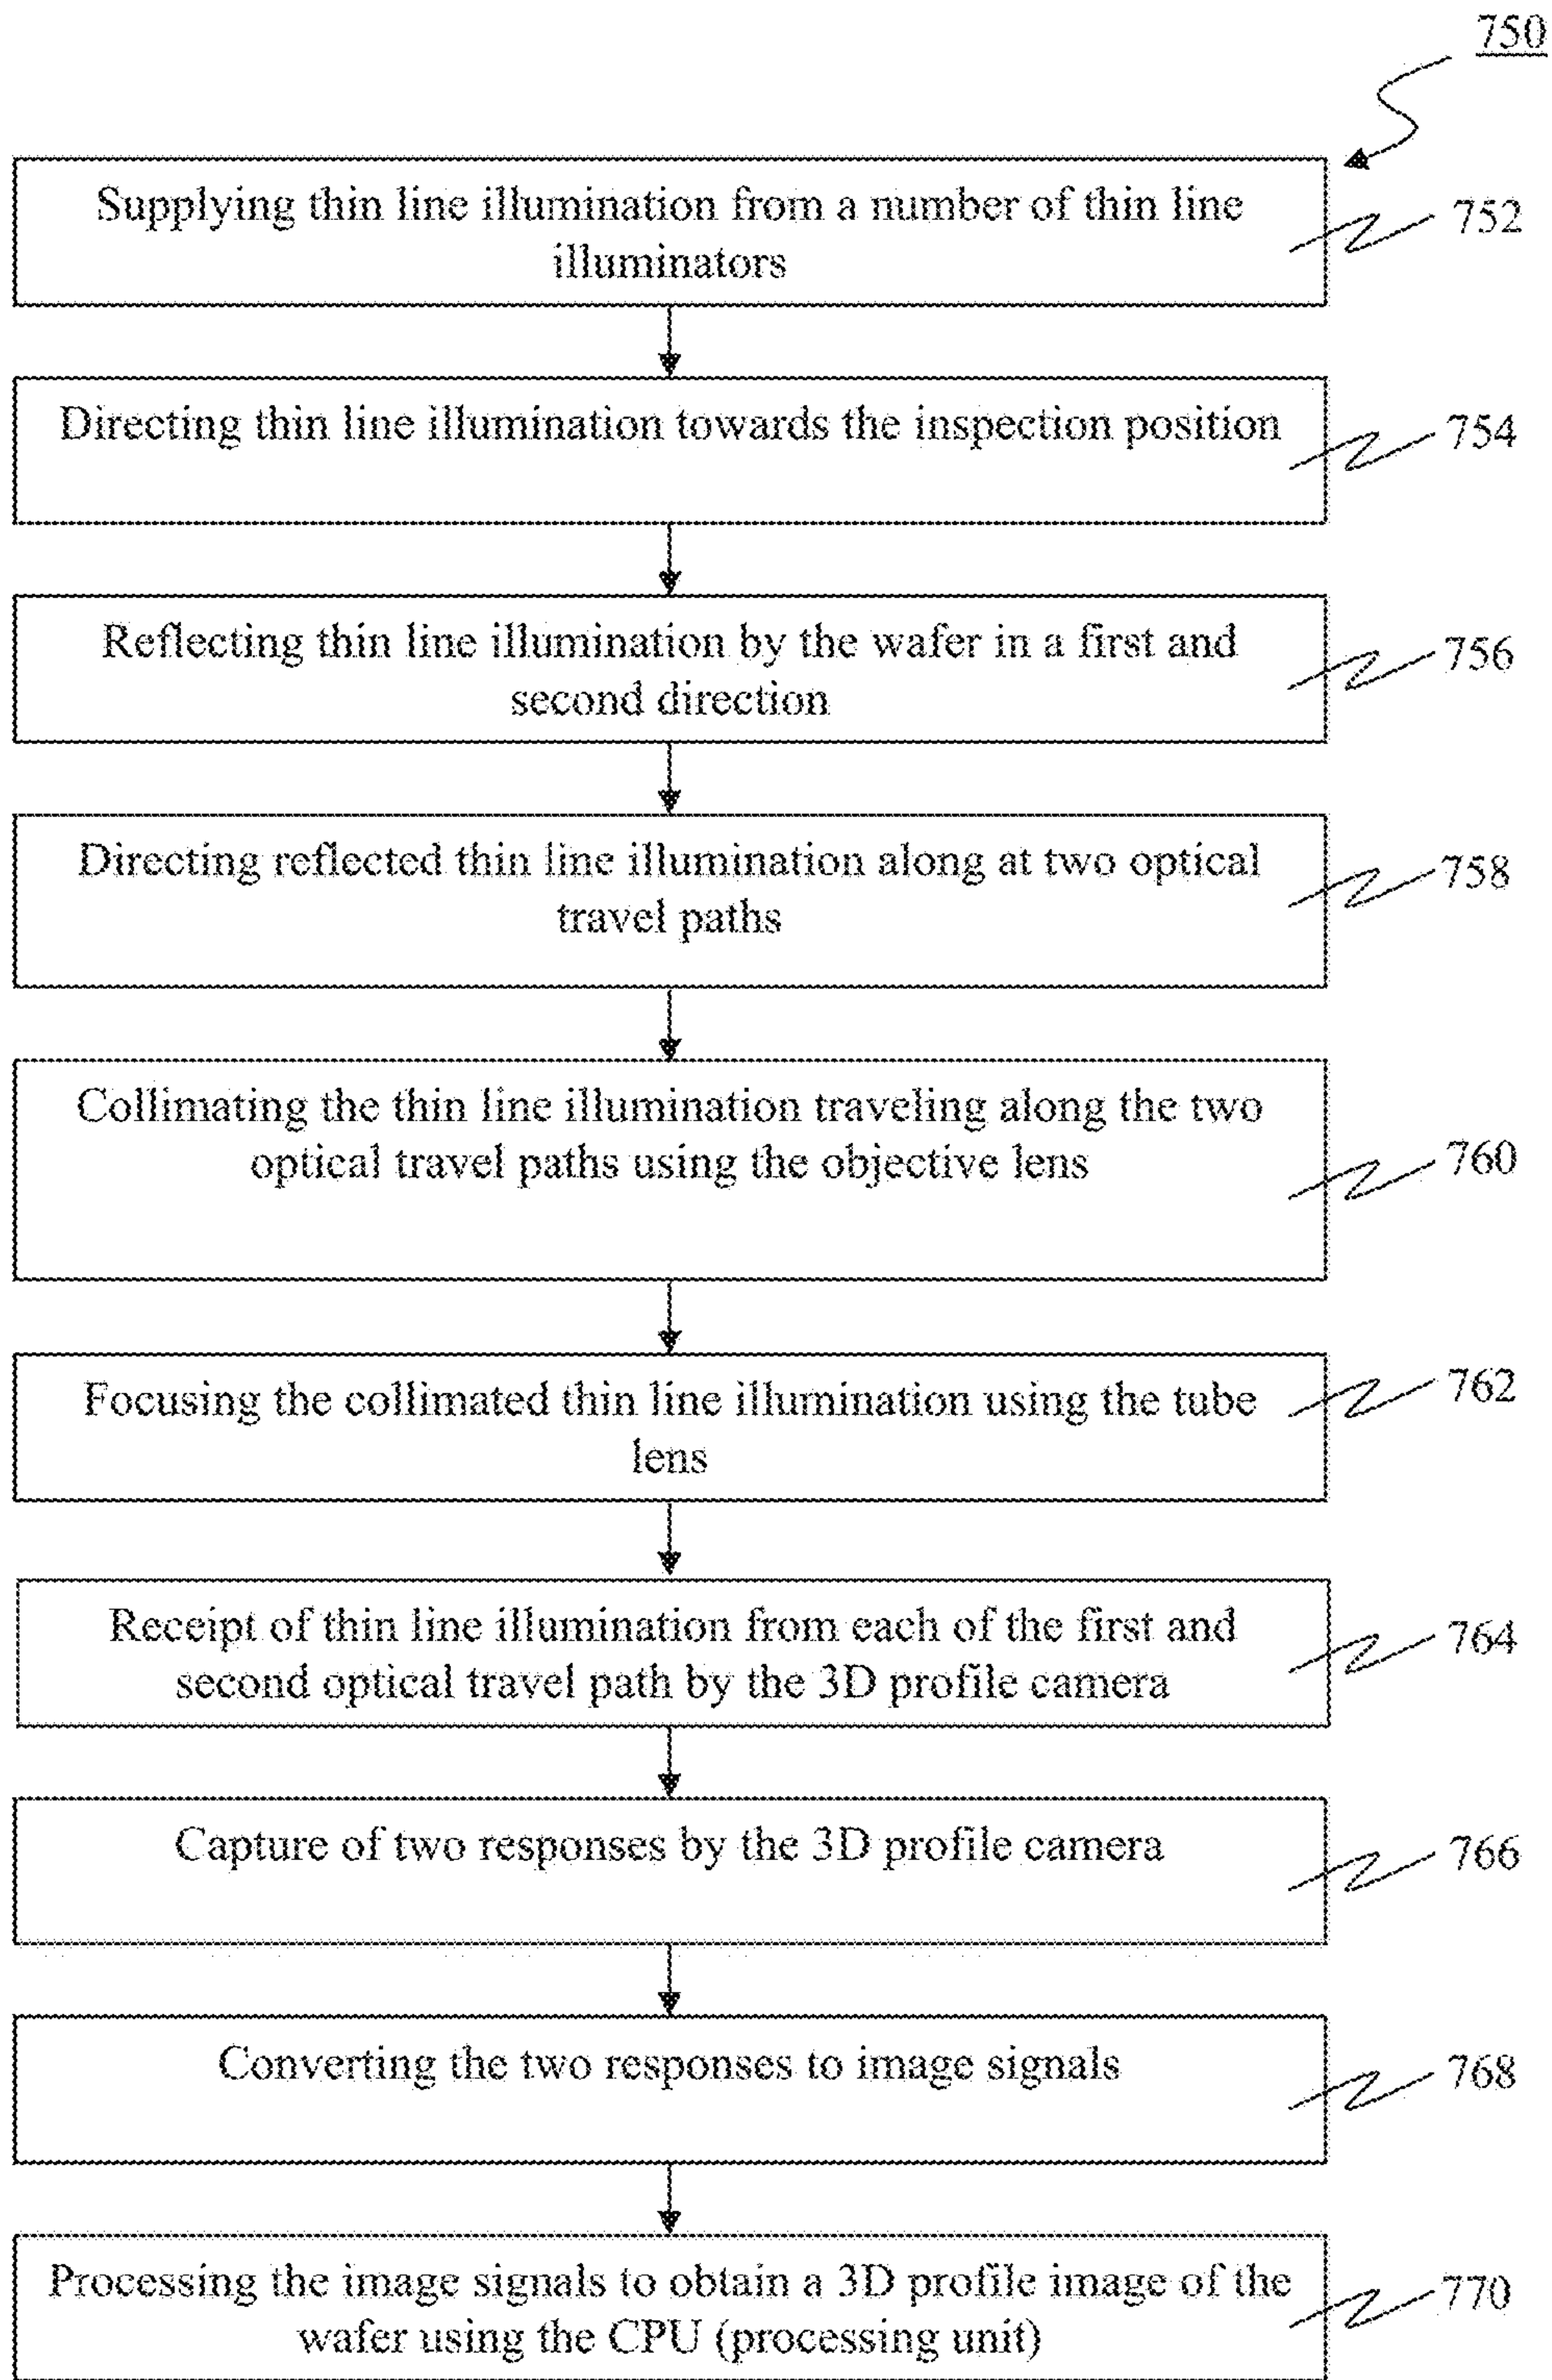 750
Supplying thin line illumination from a number of thin line
illuminators
752
Directing thin line illumination towards the inspection position
754
Reflecting thin line illumination by the wafer in a first and
second direction
756
Directing reflected thin line illumination along at two optical
travel paths
758
Collimating the thin line illumination traveling along the two
optical travel paths using the objective lens
760
Focusing the collimated thin line illumination using the tube
lens
762
Receipt of thin line illumination from each of the first and
second optical travel path by the 3D profile camera
764
Capture of two responses by the 3D profile camera
766
Converting the two responses to image signals
768
Processing the image signals to obtain a 3D profile image of the
wafer using the CPU (processing unit)
770